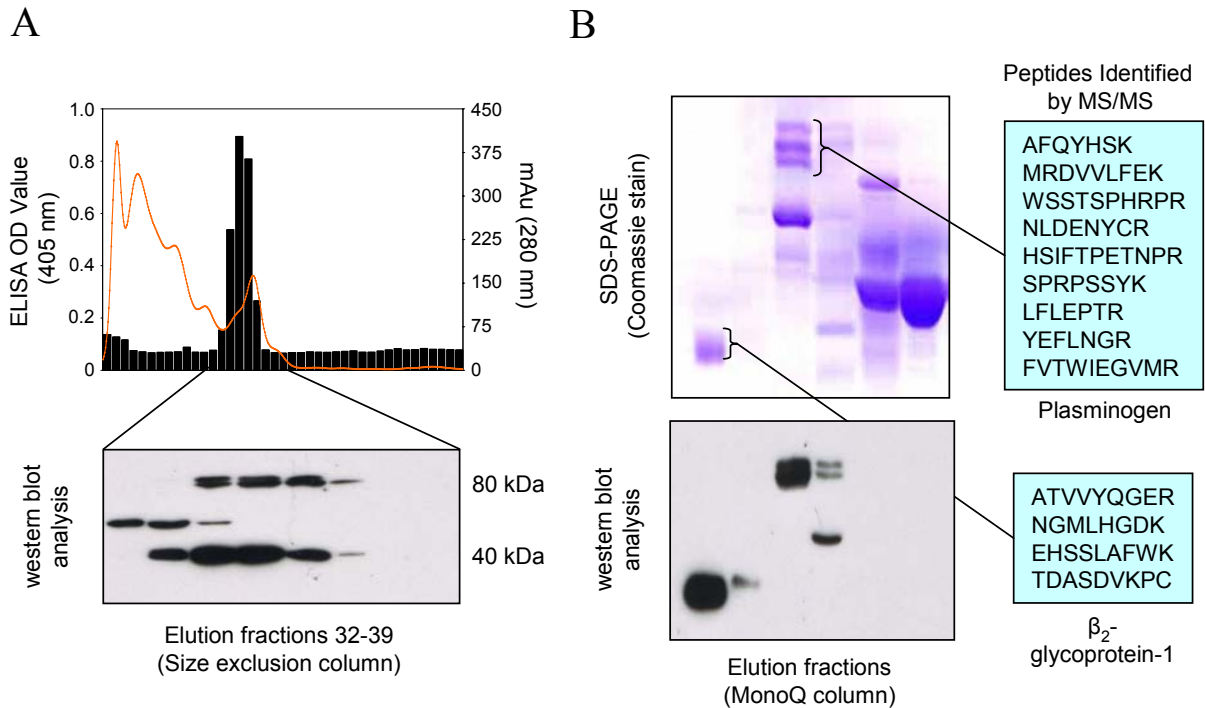 A
ELISA OD Value
(405 nm)
1.0
0.8
0.6
0.4
0.2
0
450
375
300
225
150
75
0
mAu (280 nm)
western blot
analysis
80 kDa
40 kDa
Elution fractions 32-39
(Size exclusion column)
B
SDS-PAGE
(Coomassie stain)
Peptides Identified
by MS/MS
AFQYHSK
MRDVVLFEK
WSSTSPHRPR
NLDENYCR
HSIFTPETNPR
SPRPSSYK
LFLEPTR
YEFLNGR
FVTWIEGVMR
Plasminogen
western blot
analysis
ATVVYQGER
NGMLHGDK
EHSSLAFWK
TDASDVKPC
β₂-
glycoprotein-1
Elution fractions
(MonoQ column)